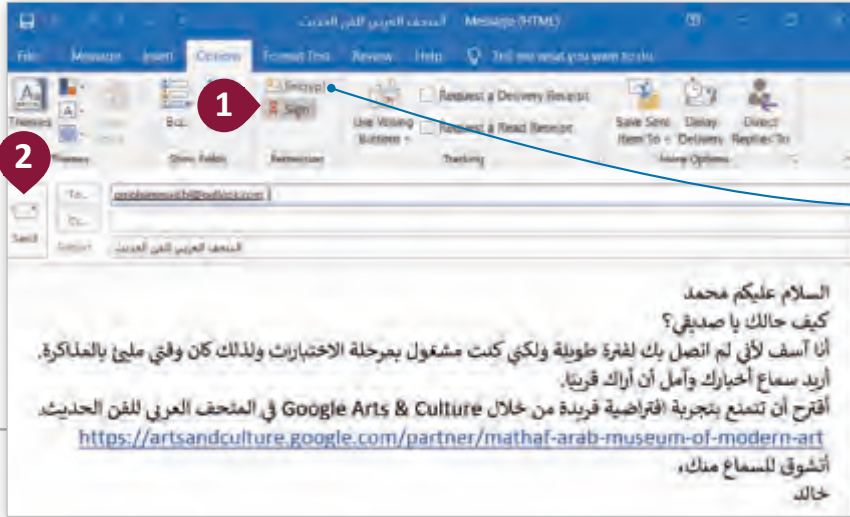 المتحف العربي للفن الحديث Message (HTML)
File Message Insert Options Format Text Review Help Tell me what you want to do
Encrypt
Request a Delivery Receipt
1
Sign
Themes
Use Voting
Request a Read Receipt
Save Sent Delay Direct
Buttons
Item To Delivery Replies To
Themes Show Fields Tracking More Options
2
To...
Cc...
Send
Subject المتحف العربي للفن الحديث
السلام عليكم محمد
كيف حالك يا صديقي؟
أنا آسف لأني لم اتصل بك لفترة طويلة ولكني كنت مشغول بمرحلة الاختبارات ولذلك كان وقتي مليئ بالمذاكرة.
أريد سماع أخبارك وآمل أن أراك قريبًا.
أقترح أن تتمتع بتجربة افتراضية فريدة من خلال Google Arts & Culture في المتحف العربي للفن الحديث.
https://artsandculture.google.com/partner/mathaf-arab-museum-of-modern-art
أتشوق للسماع منك،
خالد